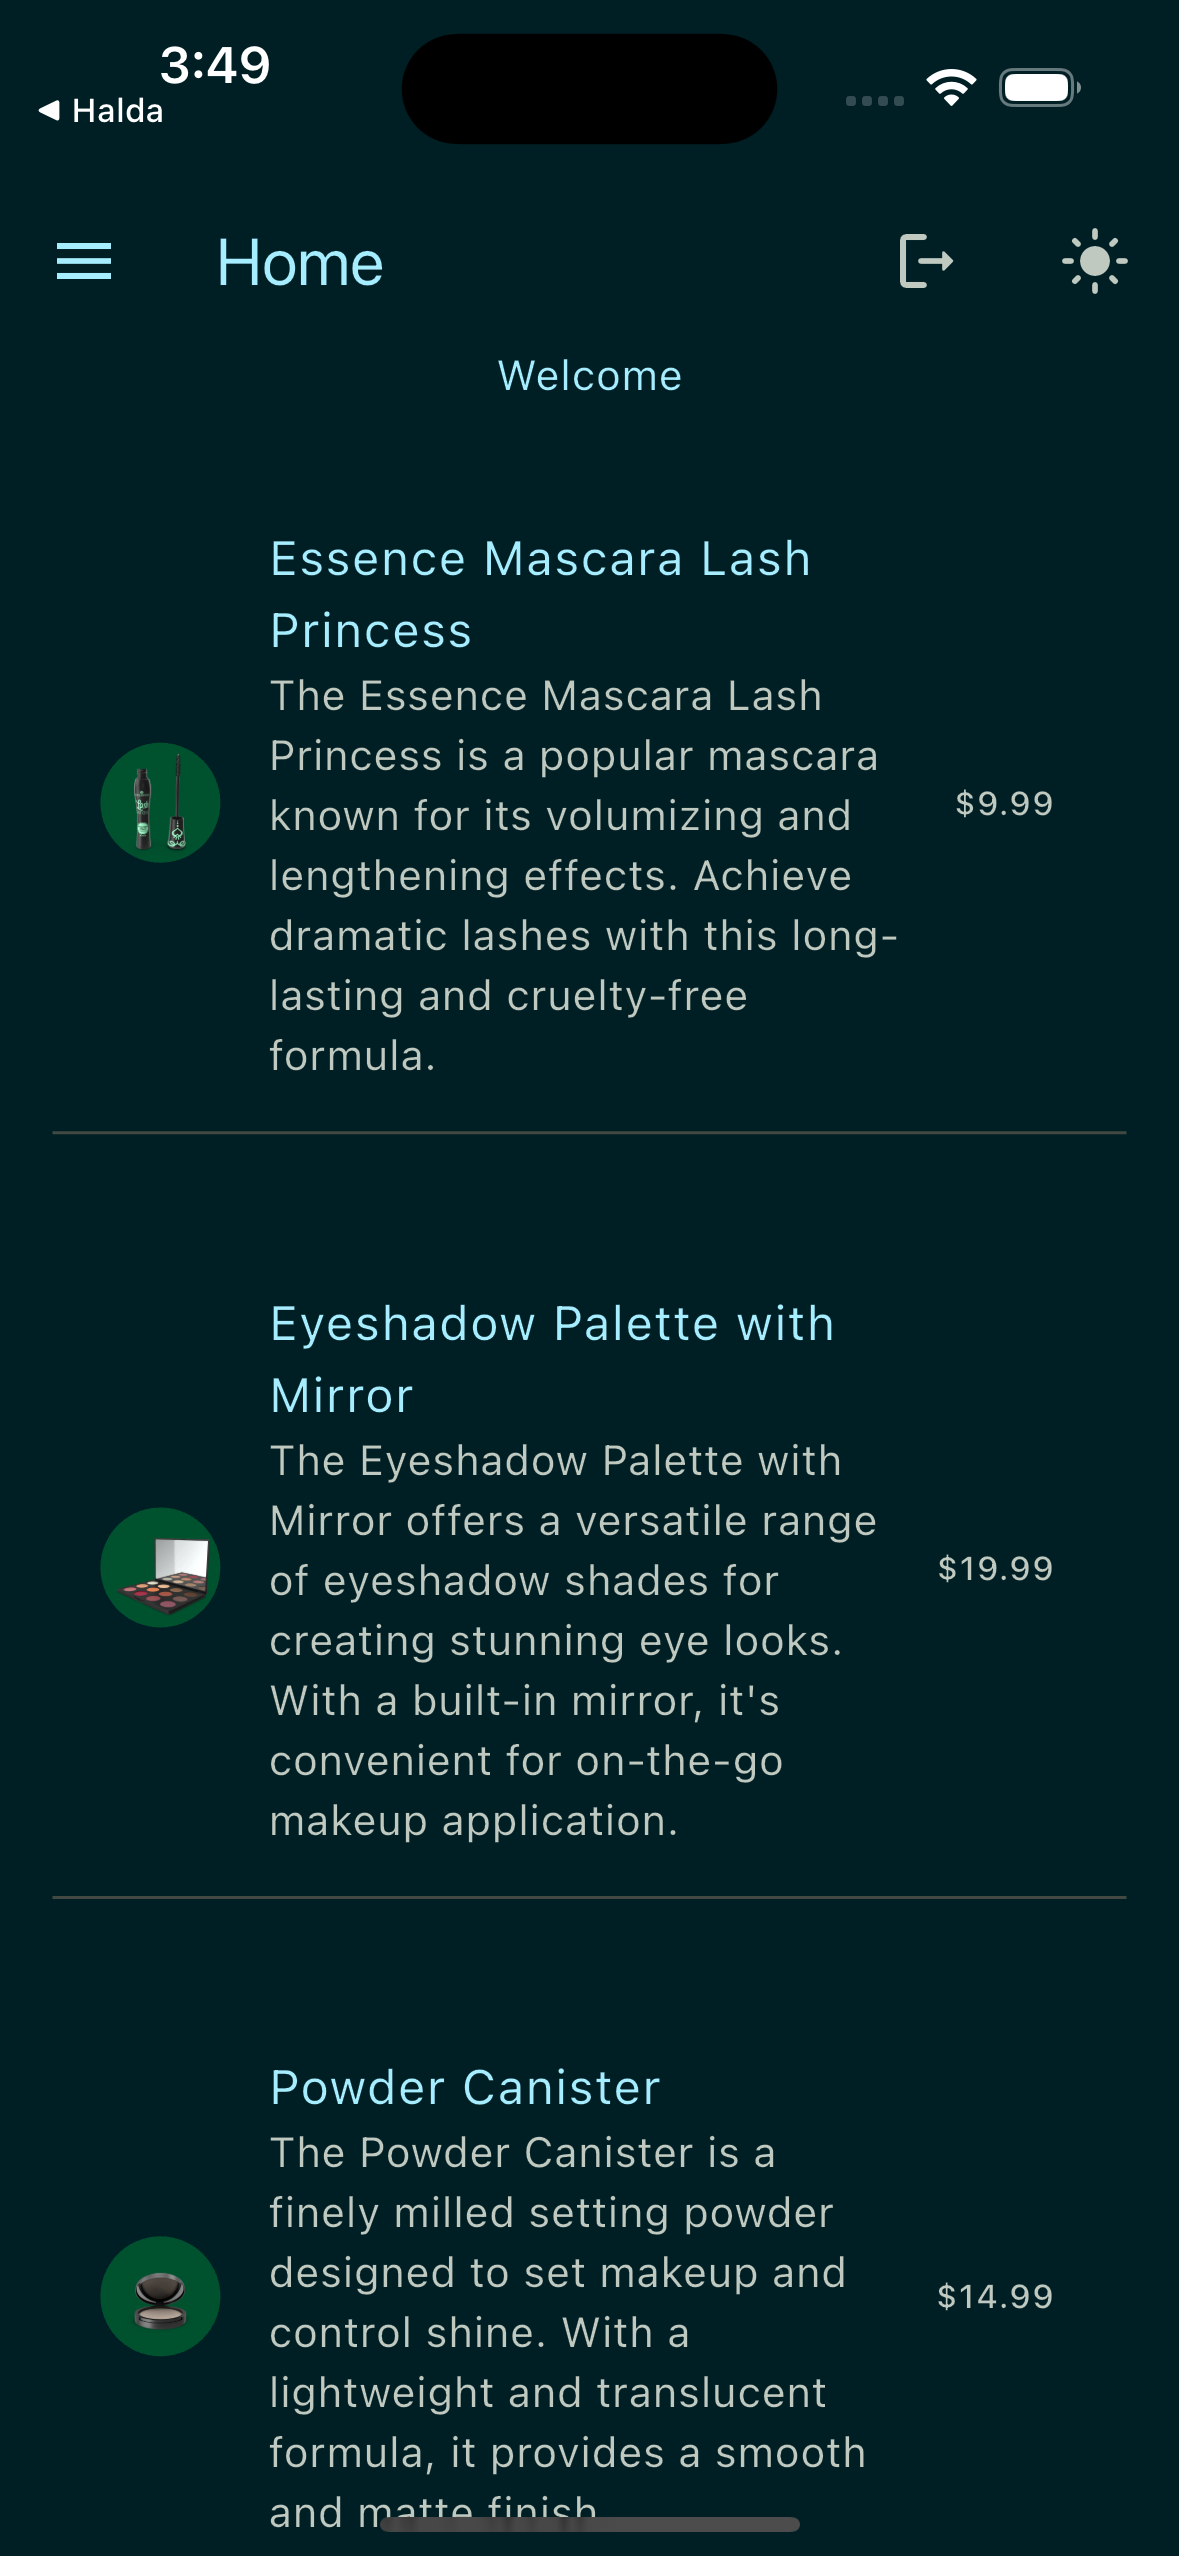 3:49
◀ Halda
Home
Welcome
Essence Mascara Lash
Princess
The Essence Mascara Lash
Princess is a popular mascara
known for its volumizing and
lengthening effects. Achieve
dramatic lashes with this long-
lasting and cruelty-free
formula.
$9.99
Eyeshadow Palette with
Mirror
The Eyeshadow Palette with
Mirror offers a versatile range
of eyeshadow shades for
creating stunning eye looks.
With a built-in mirror, it's
convenient for on-the-go
makeup application.
$19.99
Powder Canister
The Powder Canister is a
finely milled setting powder
designed to set makeup and
control shine. With a
lightweight and translucent
formula, it provides a smooth
and matte finish
$14.99